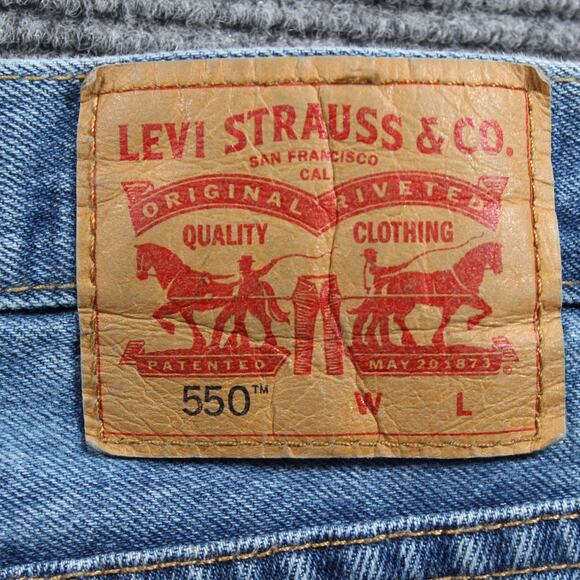 LEVI STRAUSS & CO.
SAN FRANCISCO
CAL
ORIGINAL RIVETED
QUALITY CLOTHING
PATENTED MAY 20 1873
550™ W L